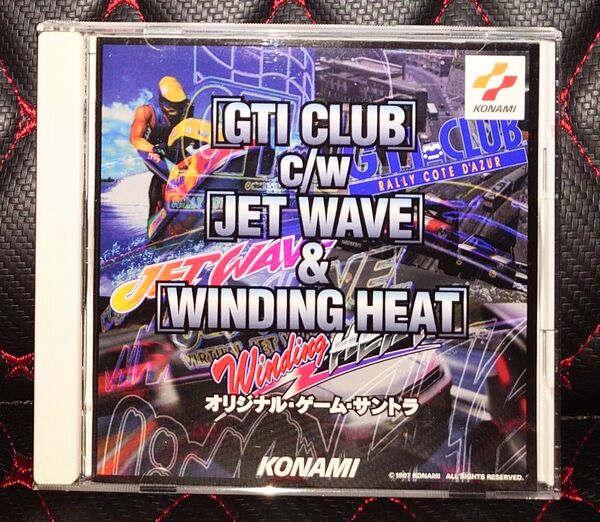 KONAMI
GTI CLUB
GTI CLUB
RALLY COTE D'AZUR
C/W
JET WAVE
JET WAVE
&
WINDING HEAT
Winding HEAT
オリジナル・ゲーム・サントラ
KONAMI
©1997 KONAMI ALL RIGHTS RESERVED.